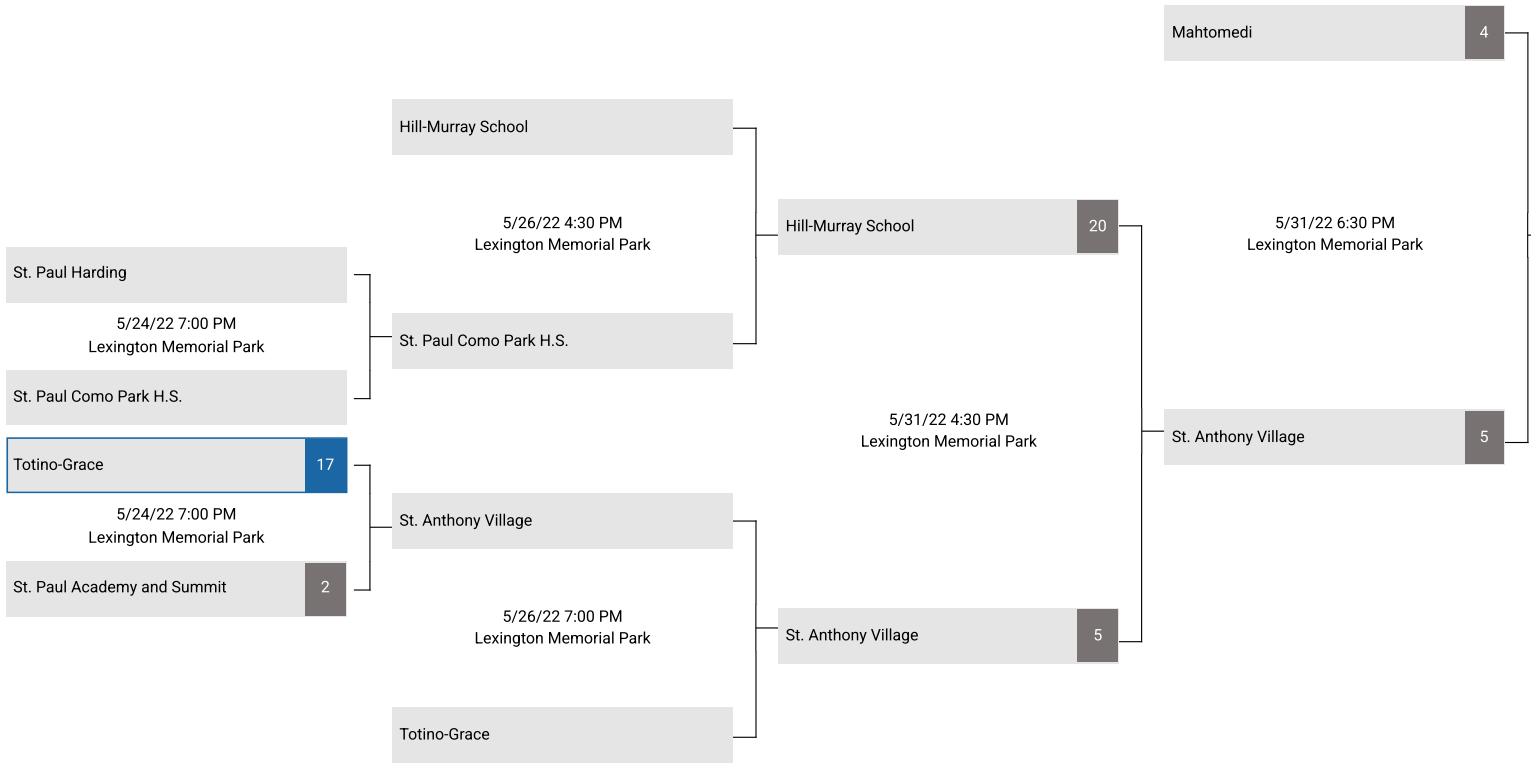 St. Paul Harding
5/24/22 7:00 PM
Lexington Memorial Park
St. Paul Como Park H.S.
Totino-Grace
17
5/24/22 7:00 PM
Lexington Memorial Park
St. Paul Academy and Summit
2
Hill-Murray School
5/26/22 4:30 PM
Lexington Memorial Park
St. Paul Como Park H.S.
St. Anthony Village
5/26/22 7:00 PM
Lexington Memorial Park
Totino-Grace
Hill-Murray School
20
5/31/22 4:30 PM
Lexington Memorial Park
St. Anthony Village
5
Mahtomedi
4
5/31/22 6:30 PM
Lexington Memorial Park
St. Anthony Village
5